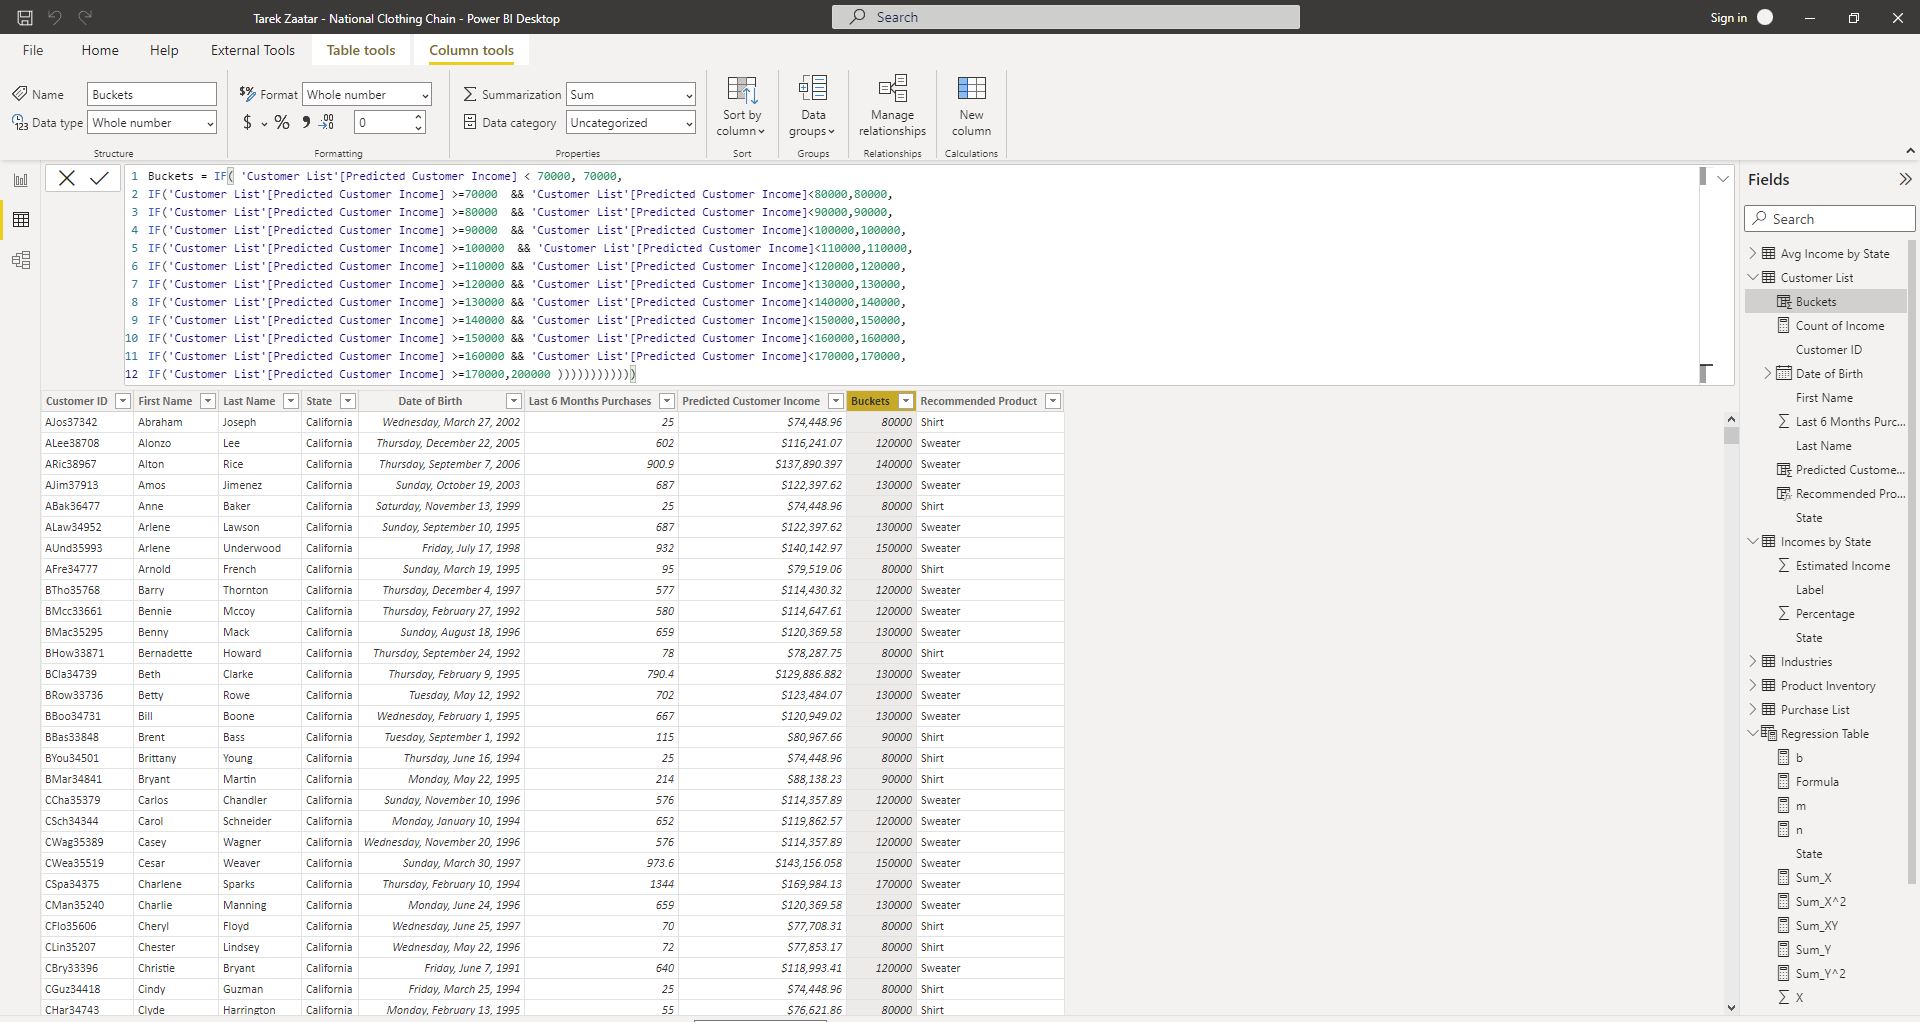 Tarek Zaatar - National Clothing Chain - Power BI Desktop
Search
Sign in
File Home Help External Tools Table tools Column tools
Name Buckets
Data type Whole number
Structure
Format Whole number
$ % 0
Formatting
Summarization Sum
Data category Uncategorized
Properties
Sort by
column
Sort
Data
groups
Groups
Manage
relationships
Relationships
New
column
Calculations
1 Buckets = IF( 'Customer List'[Predicted Customer Income] < 70000, 70000,
2 IF('Customer List'[Predicted Customer Income] >=70000 && 'Customer List'[Predicted Customer Income]<80000,80000,
3 IF('Customer List'[Predicted Customer Income] >=80000 && 'Customer List'[Predicted Customer Income]<90000,90000,
4 IF('Customer List'[Predicted Customer Income] >=90000 && 'Customer List'[Predicted Customer Income]<100000,100000,
5 IF('Customer List'[Predicted Customer Income] >=100000 && 'Customer List'[Predicted Customer Income]<110000,110000,
6 IF('Customer List'[Predicted Customer Income] >=110000 && 'Customer List'[Predicted Customer Income]<120000,120000,
7 IF('Customer List'[Predicted Customer Income] >=120000 && 'Customer List'[Predicted Customer Income]<130000,130000,
8 IF('Customer List'[Predicted Customer Income] >=130000 && 'Customer List'[Predicted Customer Income]<140000,140000,
9 IF('Customer List'[Predicted Customer Income] >=140000 && 'Customer List'[Predicted Customer Income]<150000,150000,
10 IF('Customer List'[Predicted Customer Income] >=150000 && 'Customer List'[Predicted Customer Income]<160000,160000,
11 IF('Customer List'[Predicted Customer Income] >=160000 && 'Customer List'[Predicted Customer Income]<170000,170000,
12 IF('Customer List'[Predicted Customer Income] >=170000,200000 ))))))))))))
Customer ID First Name Last Name State Date of Birth Last 6 Months Purchases Predicted Customer Income Buckets Recommended Product
AJos37342 Abraham Joseph California Wednesday, March 27, 2002 25 $74,448.96 80000 Shirt
ALee38708 Alonzo Lee California Thursday, December 22, 2005 602 $116,241.07 120000 Sweater
ARic38967 Alton Rice California Thursday, September 7, 2006 900.9 $137,890.397 140000 Sweater
AJim37913 Amos Jimenez California Sunday, October 19, 2003 687 $122,397.62 130000 Sweater
ABak36477 Anne Baker California Saturday, November 13, 1999 25 $74,448.96 80000 Shirt
ALaw34952 Arlene Lawson California Sunday, September 10, 1995 687 $122,397.62 130000 Sweater
AUnd35993 Arlene Underwood California Friday, July 17, 1998 932 $140,142.97 150000 Sweater
AFre34777 Arnold French California Sunday, March 19, 1995 95 $79,519.06 80000 Shirt
BTho35768 Barry Thornton California Thursday, December 4, 1997 577 $114,430.32 120000 Sweater
BMcc33661 Bennie Mccoy California Thursday, February 27, 1992 580 $114,647.61 120000 Sweater
BMac35295 Benny Mack California Sunday, August 18, 1996 659 $120,369.58 130000 Sweater
BHow33871 Bernadette Howard California Thursday, September 24, 1992 78 $78,287.75 80000 Shirt
BCla34739 Beth Clarke California Thursday, February 9, 1995 790.4 $129,886.882 130000 Sweater
BRow33736 Betty Rowe California Tuesday, May 12, 1992 702 $123,484.07 130000 Sweater
BBoo34731 Bill Boone California Wednesday, February 1, 1995 667 $120,949.02 130000 Sweater
BBas33848 Brent Bass California Tuesday, September 1, 1992 115 $80,967.66 90000 Shirt
BYou34501 Brittany Young California Thursday, June 16, 1994 25 $74,448.96 80000 Shirt
BMar34841 Bryant Martin California Monday, May 22, 1995 214 $88,138.23 90000 Shirt
CCha35379 Carlos Chandler California Sunday, November 10, 1996 576 $114,357.89 120000 Sweater
CSch34344 Carol Schneider California Monday, January 10, 1994 652 $119,862.57 120000 Sweater
CWag35389 Casey Wagner California Wednesday, November 20, 1996 576 $114,357.89 120000 Sweater
CWea35519 Cesar Weaver California Sunday, March 30, 1997 973.6 $143,156.058 150000 Sweater
CSpa34375 Charlene Sparks California Thursday, February 10, 1994 1344 $169,984.13 170000 Sweater
CMan35240 Charlie Manning California Monday, June 24, 1996 659 $120,369.58 130000 Sweater
CFlo35606 Cheryl Floyd California Wednesday, June 25, 1997 70 $77,708.31 80000 Shirt
CLin35207 Chester Lindsey California Wednesday, May 22, 1996 72 $77,853.17 80000 Shirt
CBry33396 Christie Bryant California Friday, June 7, 1991 640 $118,993.41 120000 Sweater
CGuz34418 Cindy Guzman California Friday, March 25, 1994 25 $74,448.96 80000 Shirt
CHar34743 Clyde Harrington California Monday, February 13, 1995 55 $76,621.86 80000 Shirt
Fields
Search
Avg Income by State
Customer List
Buckets
Count of Income
Customer ID
Date of Birth
First Name
Last 6 Months Purc...
Last Name
Predicted Custome...
Recommended Pro...
State
Incomes by State
Estimated Income
Label
Percentage
State
Industries
Product Inventory
Purchase List
Regression Table
b
Formula
m
n
State
Sum_X
Sum_X^2
Sum_XY
Sum_Y
Sum_Y^2
X